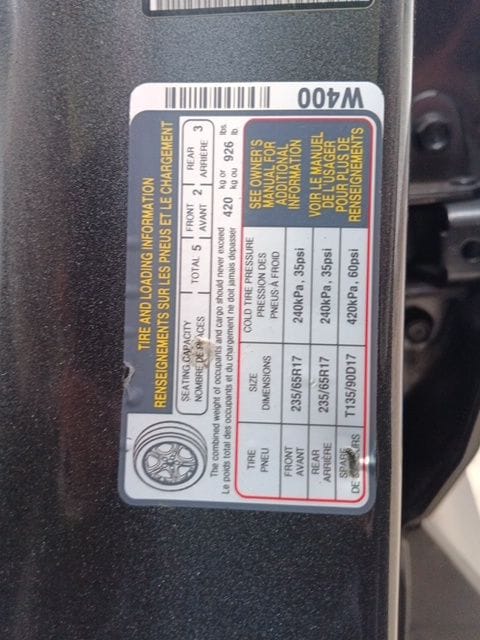 W400
TIRE AND LOADING INFORMATION
RENSEIGNEMENTS SUR LES PNEUS ET LE CHARGEMENT
SEATING CAPACITY TOTAL 5 FRONT 2 REAR 3
NOMBRE DE PLACES AVANT ARRIÈRE
The combined weight of occupants and cargo should never exceed 420 kg or 926 lbs.
Le poids total des occupants et du chargement ne doit jamais dépasser kg ou lb
TIRE SIZE COLD TIRE PRESSURE
PNEU DIMENSIONS PRESSION DES
PNEUS À FROID
FRONT 235/65R17 240kPa, 35psi
AVANT
REAR 235/65R17 240kPa, 35psi
ARRIÈRE
SPARE T135/90D17 420kPa, 60psi
DE SECOURS
SEE OWNER'S
MANUAL FOR
ADDITIONAL
INFORMATION
VOIR LE MANUEL
DE L'USAGER
POUR PLUS DE
RENSEIGNEMENTS